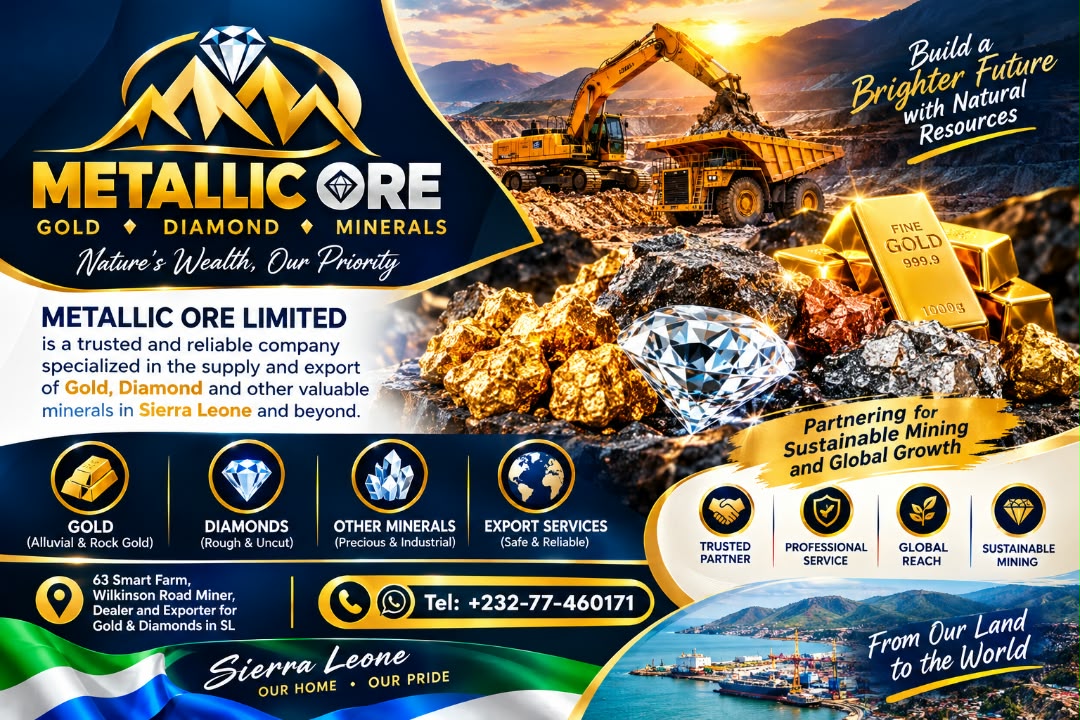 METALLIC ORE
GOLD ♦ DIAMOND ♦ MINERALS
Nature's Wealth, Our Priority
Build a
Brighter Future
with Natural
Resources
FINE
GOLD
999.9
1000g
METALLIC ORE LIMITED
is a trusted and reliable company
specialized in the supply and export
of Gold, Diamond and other valuable
minerals in Sierra Leone and beyond.
Partnering for
Sustainable Mining
and Global Growth
GOLD
(Alluvial & Rock Gold)
DIAMONDS
(Rough & Uncut)
OTHER MINERALS
(Precious & Industrial)
EXPORT SERVICES
(Safe & Reliable)
TRUSTED
PARTNER
PROFESSIONAL
SERVICE
GLOBAL
REACH
SUSTAINABLE
MINING
63 Smart Farm,
Wilkinson Road Miner,
Dealer and Exporter for
Gold & Diamonds in SL
Tel: +232-77-460171
Sierra Leone
OUR HOME • OUR PRIDE
From Our Land
to the World